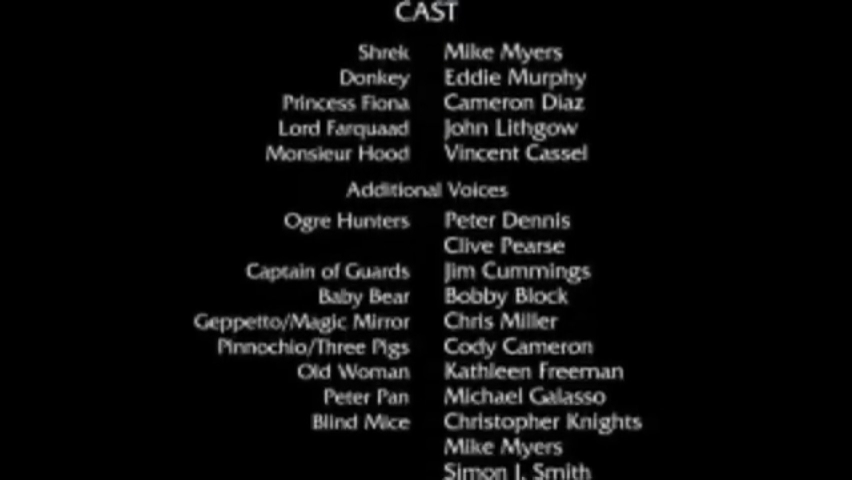 CAST
Shrek Mike Myers
Donkey Eddie Murphy
Princess Fiona Cameron Diaz
Lord Farquaad John Lithgow
Monsieur Hood Vincent Cassel
Additional Voices
Ogre Hunters Peter Dennis
Clive Pearse
Captain of Guards Jim Cummings
Baby Bear Bobby Block
Geppetto/Magic Mirror Chris Miller
Pinnochio/Three Pigs Cody Cameron
Old Woman Kathleen Freeman
Peter Pan Michael Galasso
Blind Mice Christopher Knights
Mike Myers
Simon J. Smith